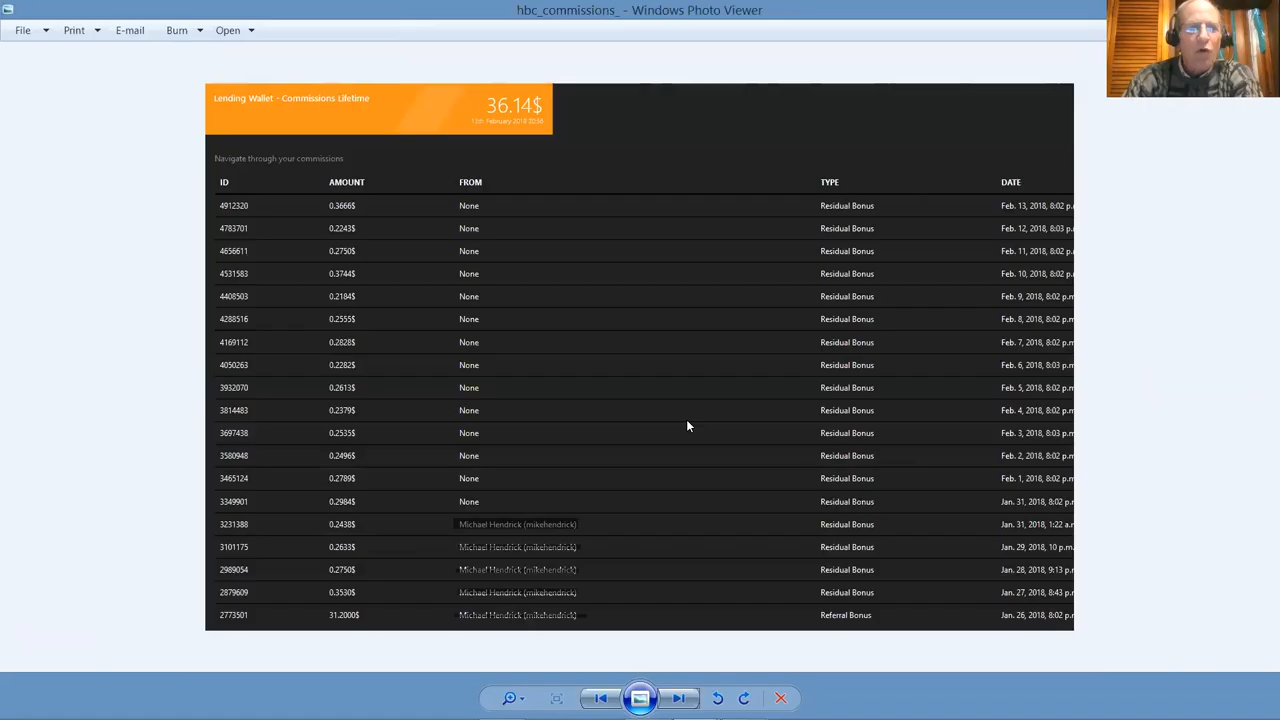 hbc_commissions_ - Windows Photo Viewer
File Print E-mail Burn Open
Lending Wallet - Commissions Lifetime 36.14$
February 2018 20:56
Navigate through your commissions
ID AMOUNT FROM TYPE DATE
4912320 0.3666$ None Residual Bonus Feb. 13, 2018, 8:02 p.
4783701 0.2243$ None Residual Bonus Feb. 12, 2018, 8:03 p.
4656611 0.2750$ None Residual Bonus Feb. 11, 2018, 8:02 p.
4531583 0.3744$ None Residual Bonus Feb. 10, 2018, 8:02 p.
4408503 0.2184$ None Residual Bonus Feb. 9, 2018, 8:02 p.m
4288516 0.2555$ None Residual Bonus Feb. 8, 2018, 8:02 p.m
4169112 0.2828$ None Residual Bonus Feb. 7, 2018, 8:02 p.m
4050263 0.2282$ None Residual Bonus Feb. 6, 2018, 8:03 p.m
3932070 0.2613$ None Residual Bonus Feb. 5, 2018, 8:02 p.m
3814483 0.2379$ None Residual Bonus Feb. 4, 2018, 8:02 p.m
3697438 0.2535$ None Residual Bonus Feb. 3, 2018, 8:03 p.m
3580948 0.2496$ None Residual Bonus Feb. 2, 2018, 8:02 p.m
3465124 0.2789$ None Residual Bonus Feb. 1, 2018, 8:02 p.m
3349901 0.2984$ None Residual Bonus Jan. 31, 2018, 8:02 p.m
3231388 0.2438$ Michael Hendrick (mikehendrick) Residual Bonus Jan. 31, 2018, 1:22 a.
3101175 0.2633$ Michael Hendrick (mikehendrick) Residual Bonus Jan. 29, 2018, 10 p.m.
2989054 0.2750$ Michael Hendrick (mikehendrick) Residual Bonus Jan. 28, 2018, 9:13 p.
2879609 0.3530$ Michael Hendrick (mikehendrick) Residual Bonus Jan. 27, 2018, 8:43 p.
2773501 31.2000$ Michael Hendrick (mikehendrick) Referral Bonus Jan. 26, 2018, 8:02 p.